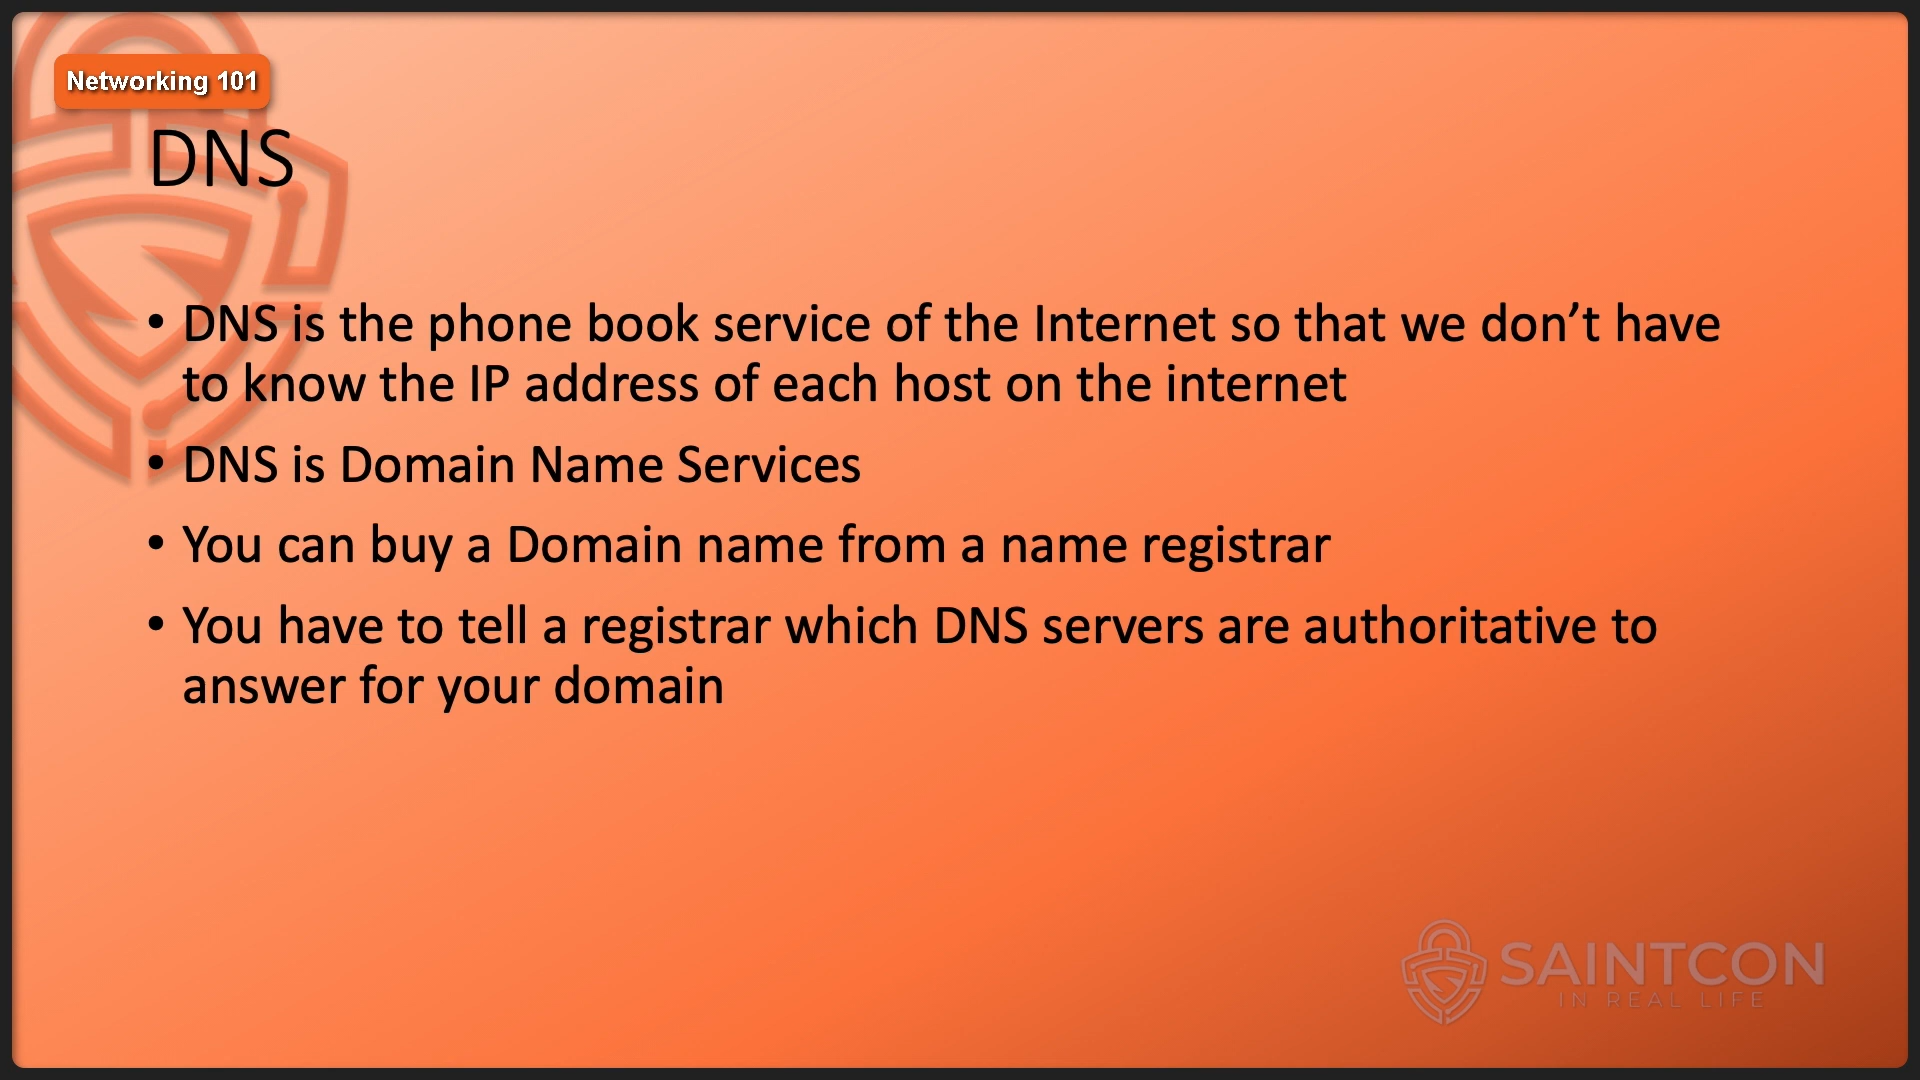 Networking 101
DNS
• DNS is the phone book service of the Internet so that we don’t have
to know the IP address of each host on the internet
• DNS is Domain Name Services
• You can buy a Domain name from a name registrar
• You have to tell a registrar which DNS servers are authoritative to
answer for your domain
SAINTCON
IN REAL LIFE